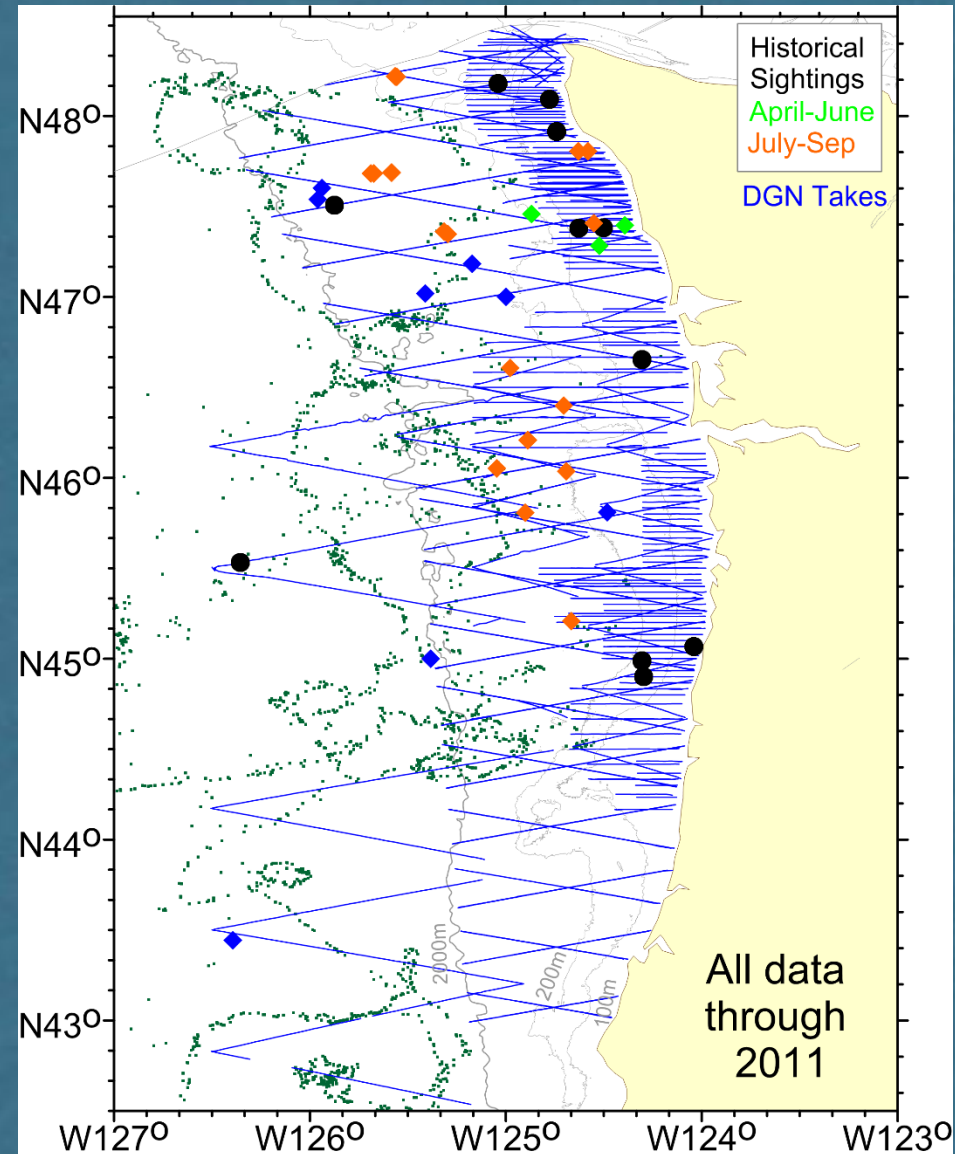 Historical
Sightings
April-June
July-Sep
DGN Takes
N48°
N47°
N46°
N45°
N44°
N43°
2000m
200m
100m
All data
through
2011
W127° W126° W125° W124° W123°